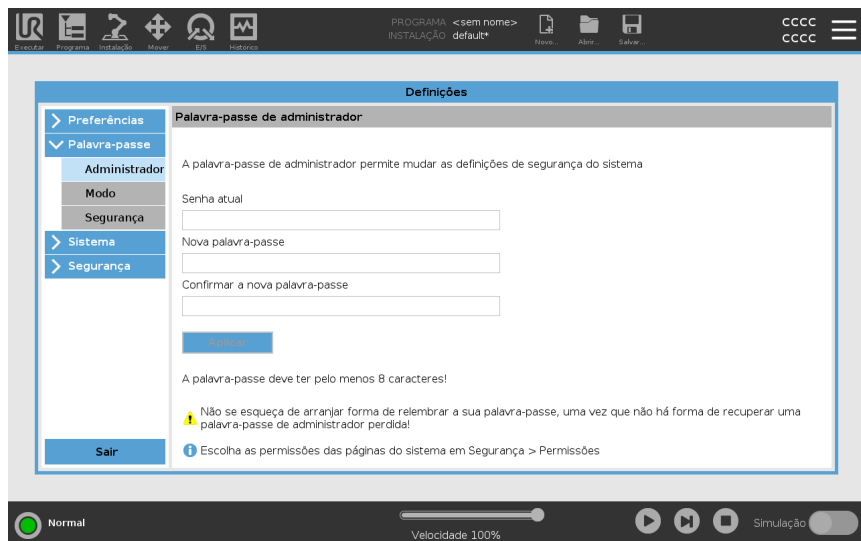 UR
PROGRAMA <sem nome>
INSTALAÇÃO default*
CCCC
CCCC
Executar Programa Instalação Mover E/S Histórico Novo... Abrir... Salvar...
Definições
Preferências
Palavra-passe
Administrador
Modo
Segurança
Sistema
Segurança
Sair
Palavra-passe de administrador
A palavra-passe de administrador permite mudar as definições de segurança do sistema
Senha atual
Nova palavra-passe
Confirmar a nova palavra-passe
Aplicar
A palavra-passe deve ter pelo menos 8 caracteres!
Não se esqueça de arranjar forma de relembrar a sua palavra-passe, uma vez que não há forma de recuperar uma
palavra-passe de administrador perdida!
Escolha as permissões das páginas do sistema em Segurança > Permissões
Normal
Velocidade 100%
Simulação